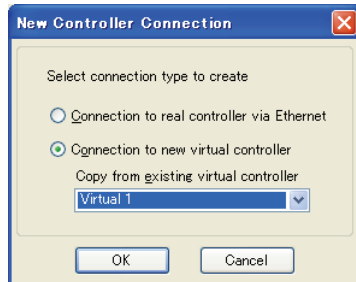 New Controller Connection
Select connection type to create
Connection to real controller via Ethernet
Connection to new virtual controller
Copy from existing virtual controller
Virtual 1
OK
Cancel